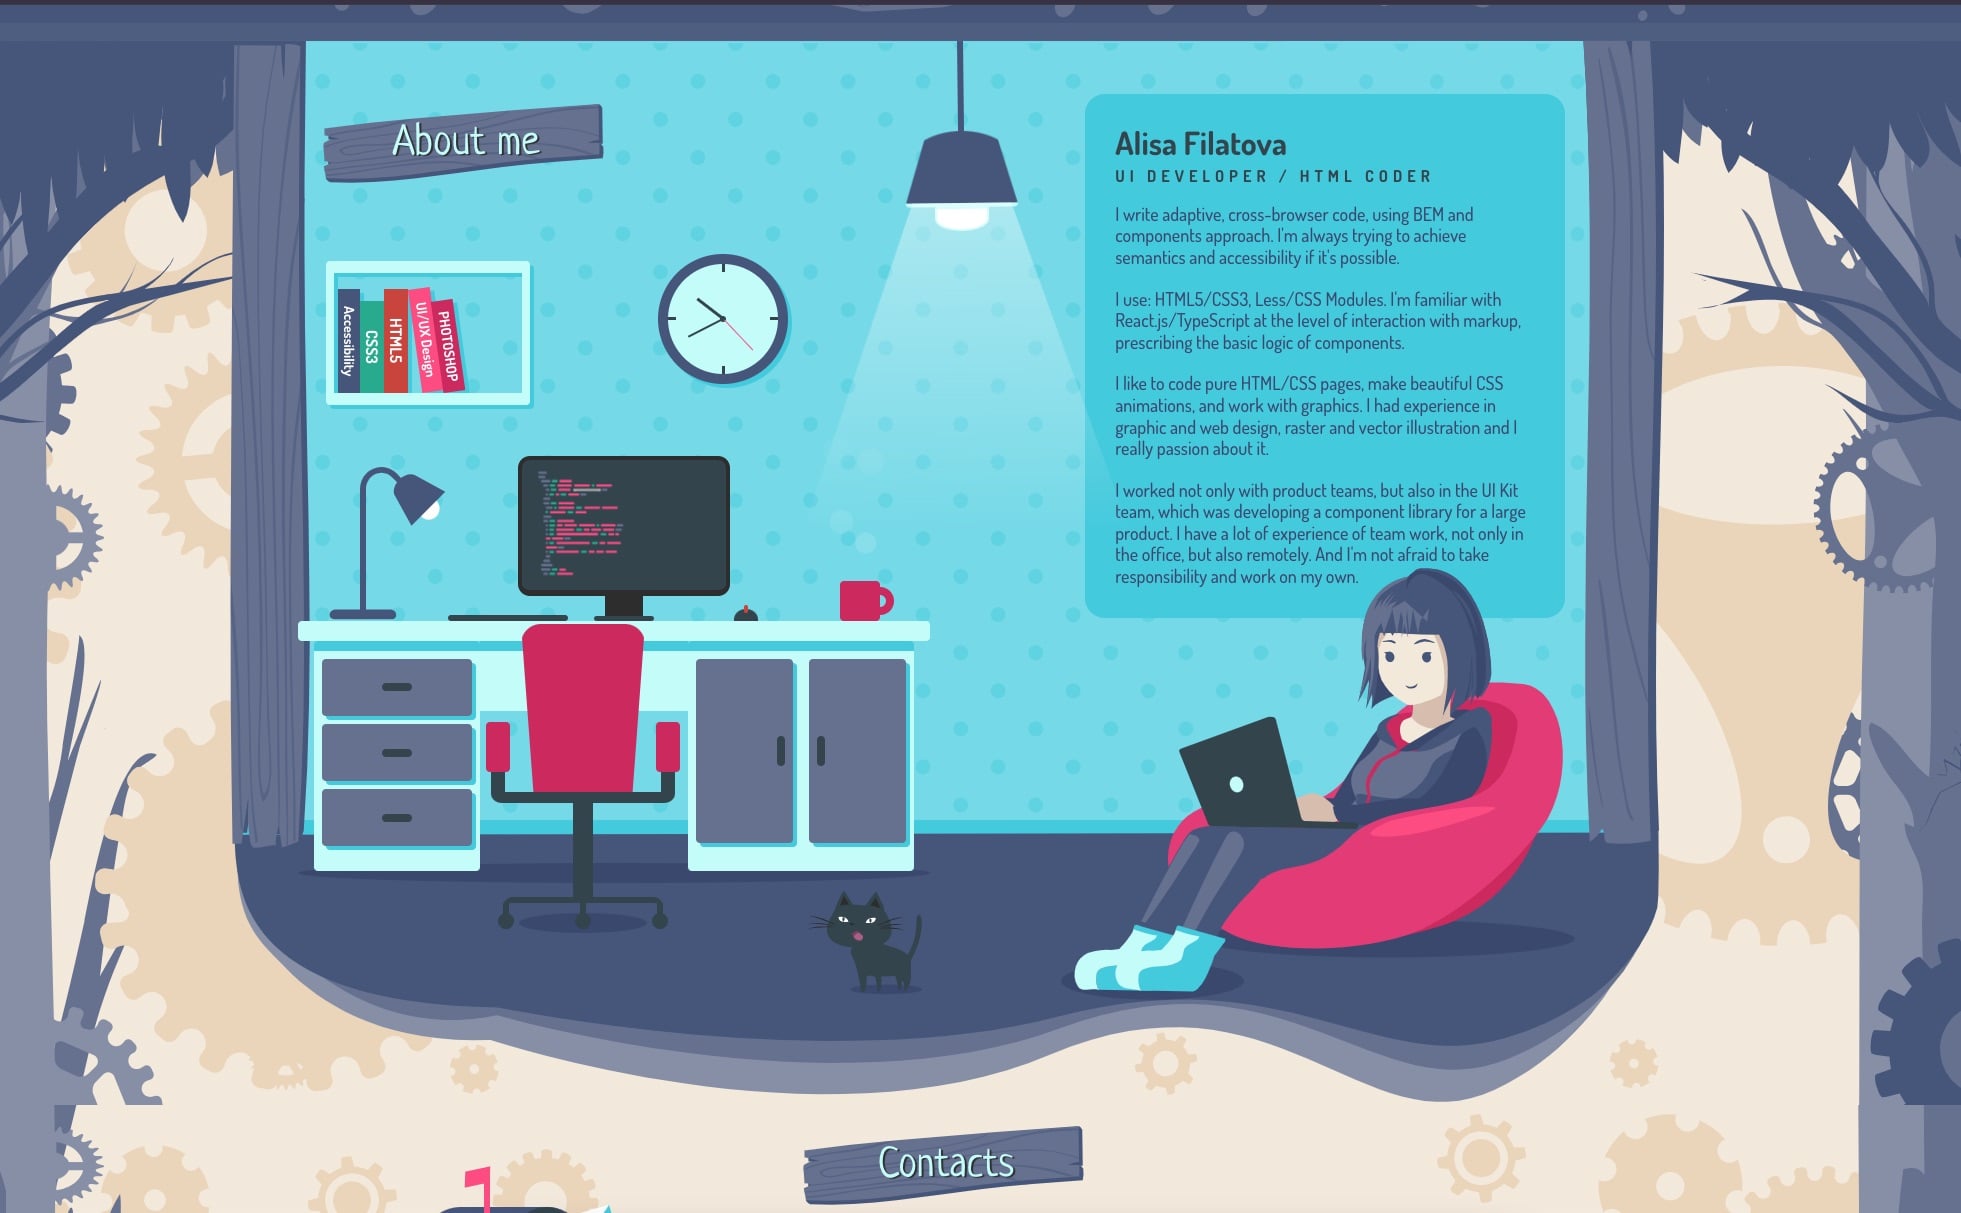 About me
Accessibility
CSS3
HTML5
UI/UX Design
PHOTOSHOP
Alisa Filatova
UI DEVELOPER / HTML CODER
I write adaptive, cross-browser code, using BEM and
components approach. I'm always trying to achieve
semantics and accessibility if it's possible.
I use: HTML5/CSS3, Less/CSS Modules. I'm familiar with
React.js/TypeScript at the level of interaction with markup,
prescribing the basic logic of components.
I like to code pure HTML/CSS pages, make beautiful CSS
animations, and work with graphics. I had experience in
graphic and web design, raster and vector illustration and I
really passion about it.
I worked not only with product teams, but also in the UI Kit
team, which was developing a component library for a large
product. I have a lot of experience of team work, not only in
the office, but also remotely. And I'm not afraid to take
responsibility and work on my own.
Contacts